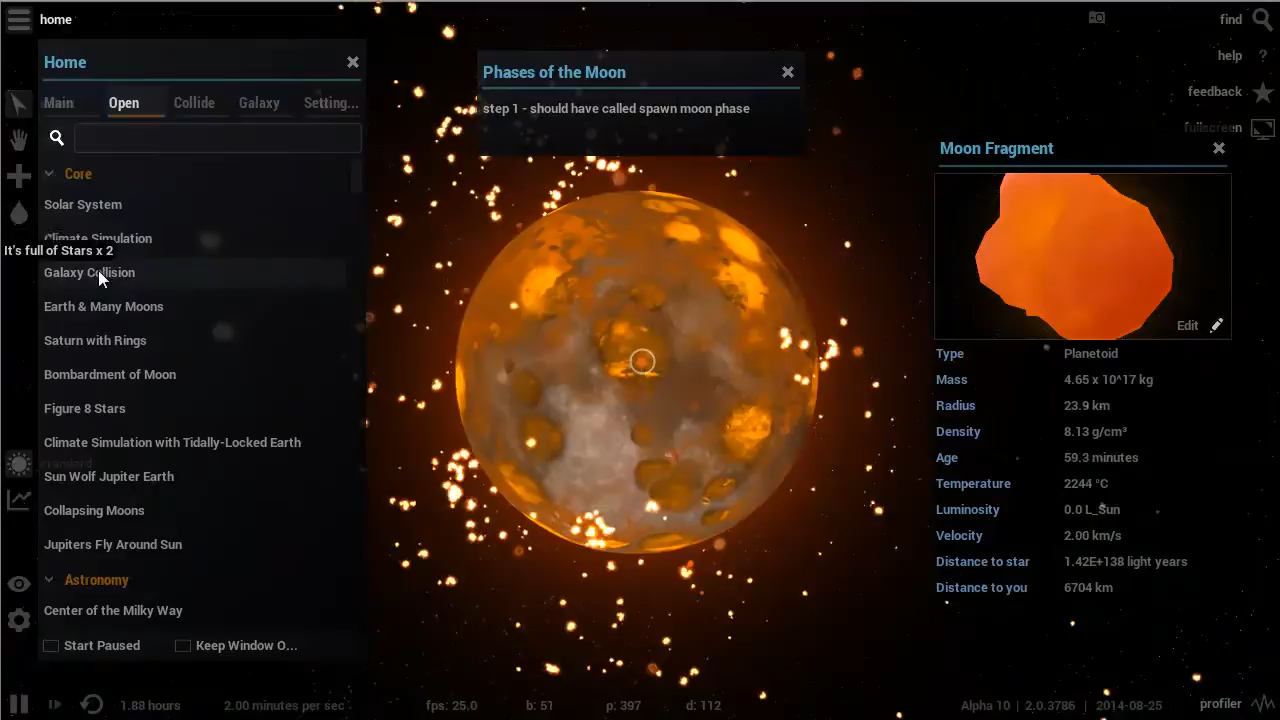 home
find
help ?
feedback
fullscreen
Home
Main Open Collide Galaxy Setting...
Core
Solar System
Climate Simulation
It's full of Stars x 2
Galaxy Collision
Earth & Many Moons
Saturn with Rings
Bombardment of Moon
Figure 8 Stars
Climate Simulation with Tidally-Locked Earth
Sun Wolf Jupiter Earth
Collapsing Moons
Jupiters Fly Around Sun
Astronomy
Center of the Milky Way
Start Paused Keep Window O...
Phases of the Moon
step 1 - should have called spawn moon phase
Moon Fragment
Edit
Type Planetoid
Mass 4.65 x 10^17 kg
Radius 23.9 km
Density 8.13 g/cm³
Age 59.3 minutes
Temperature 2244 °C
Luminosity 0.0 L_Sun
Velocity 2.00 km/s
Distance to star 1.42E+138 light years
Distance to you 6704 km
1.88 hours 2.00 minutes per sec fps: 25.0 b: 51 p: 397 d: 112 Alpha 10 | 2.0.3786 | 2014-08-25 profiler